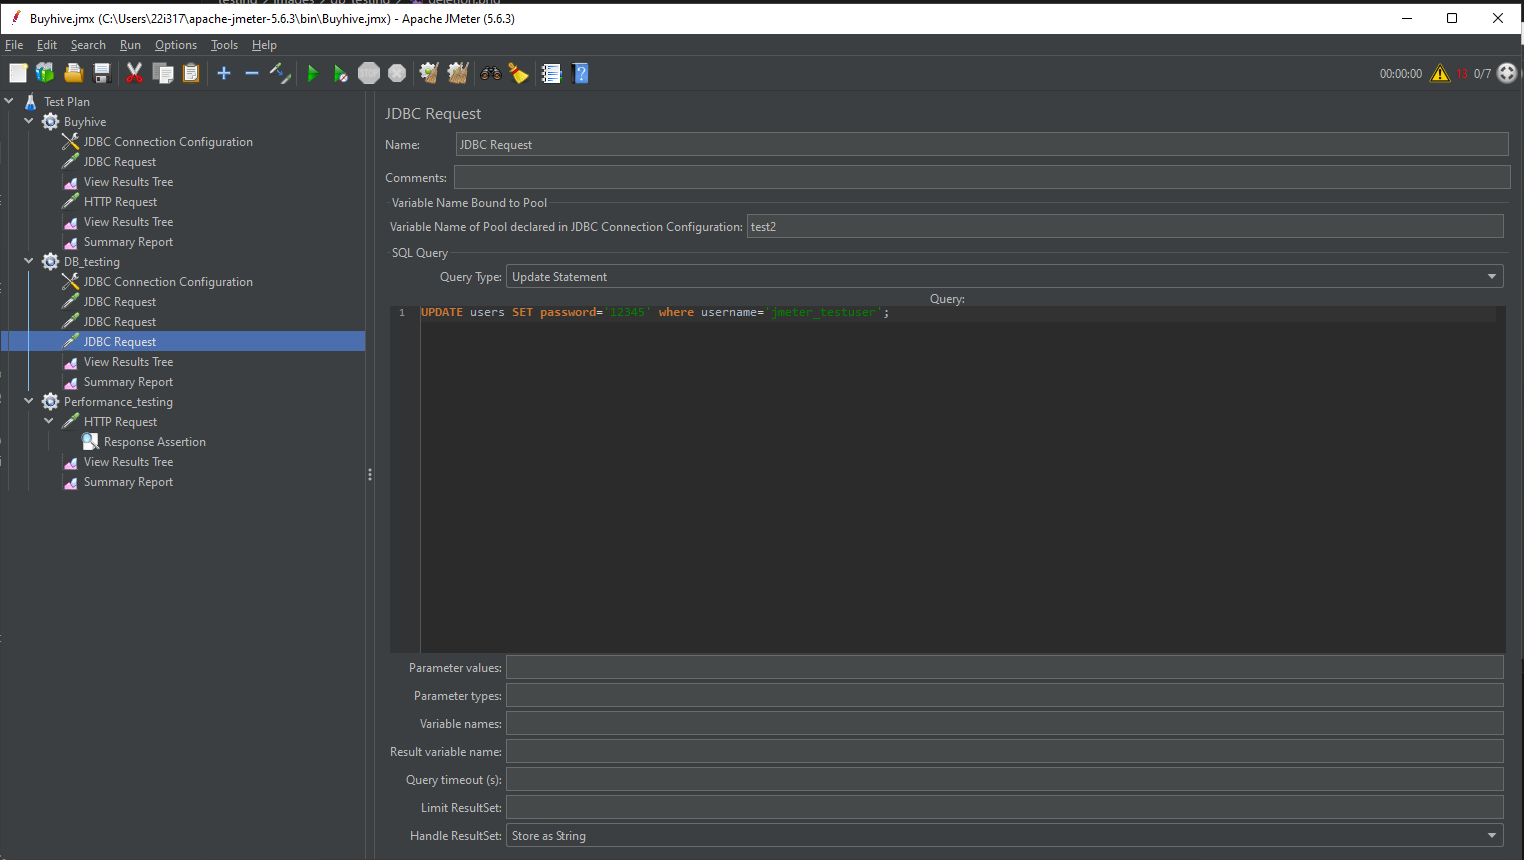 Buyhive.jmx (C:\Users\22i317\apache-jmeter-5.6.3\bin\Buyhive.jmx) - Apache JMeter (5.6.3)
File Edit Search Run Options Tools Help
STOP
00:00:00 13 0/7
Test Plan
Buyhive
JDBC Connection Configuration
JDBC Request
View Results Tree
HTTP Request
View Results Tree
Summary Report
DB_testing
JDBC Connection Configuration
JDBC Request
JDBC Request
JDBC Request
View Results Tree
Summary Report
Performance_testing
HTTP Request
Response Assertion
View Results Tree
Summary Report
JDBC Request
Name: JDBC Request
Comments:
Variable Name Bound to Pool
Variable Name of Pool declared in JDBC Connection Configuration: test2
SQL Query
Query Type: Update Statement
Query:
1 UPDATE users SET password='12345' where username='jmeter_testuser';
Parameter values:
Parameter types:
Variable names:
Result variable name:
Query timeout (s):
Limit ResultSet:
Handle ResultSet: Store as String